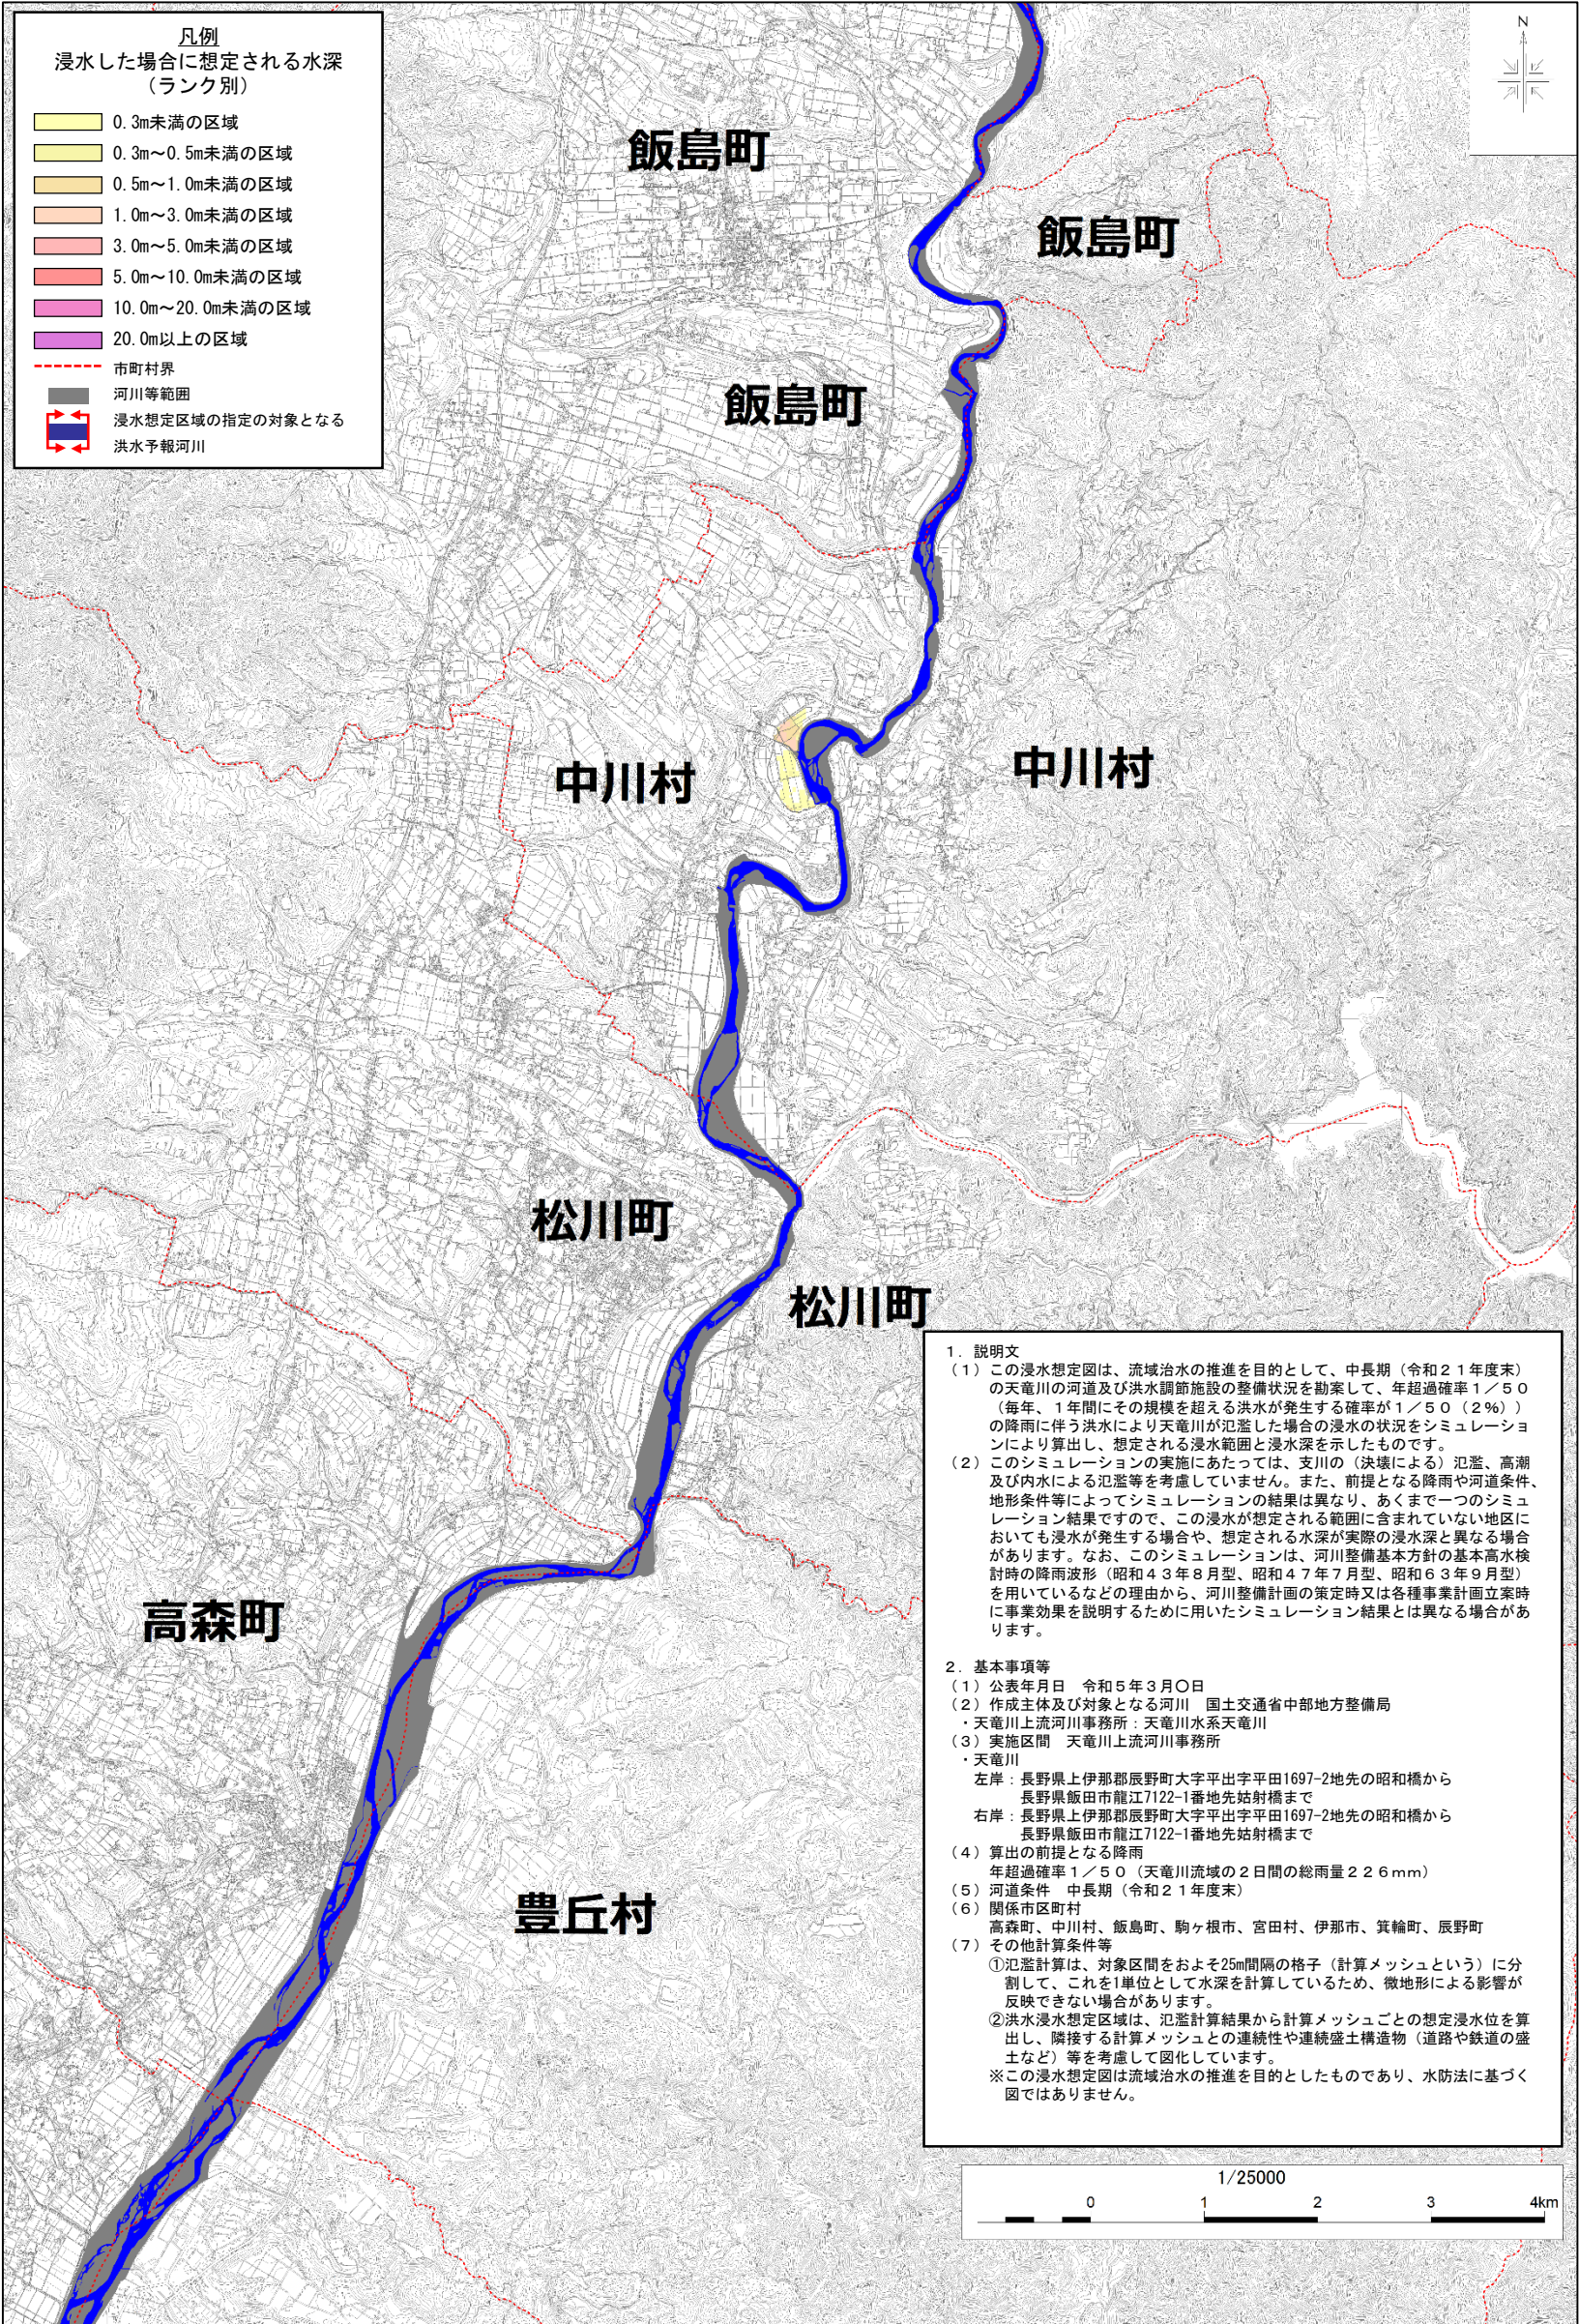 凡例
浸水した場合に想定される水深
（ランク別）
0.3m未満の区域
0.3m～0.5m未満の区域
0.5m～1.0m未満の区域
1.0m～3.0m未満の区域
3.0m～5.0m未満の区域
5.0m～10.0m未満の区域
10.0m～20.0m未満の区域
20.0m以上の区域
市町村界
河川等範囲
浸水想定区域の指定の対象となる
洪水予報河川
N
飯島町
飯島町
飯島町
中川村
中川村
松川町
松川町
高森町
豊丘村
1．説明文
（１）この浸水想定図は、流域治水の推進を目的として、中長期（令和２１年度末）
の天竜川の河道及び洪水調節施設の整備状況を勘案して、年超過確率１／５０
（毎年、１年間にその規模を超える洪水が発生する確率が１／５０（２%））
の降雨に伴う洪水により天竜川が氾濫した場合の浸水の状況をシミュレーショ
ンにより算出し、想定される浸水範囲と浸水深を示したものです。
（２）このシミュレーションの実施にあたっては、支川の（決壊による）氾濫、高潮
及び内水による氾濫等を考慮していません。また、前提となる降雨や河道条件、
地形条件等によってシミュレーションの結果は異なり、あくまで一つのシミュ
レーション結果ですので、この浸水が想定される範囲に含まれていない地区に
おいても浸水が発生する場合や、想定される水深が実際の浸水深と異なる場合
があります。なお、このシミュレーションは、河川整備基本方針の基本高水検
討時の降雨波形（昭和４３年８月型、昭和４７年７月型、昭和６３年９月型）
を用いているなどの理由から、河川整備計画の策定時又は各種事業計画立案時
に事業効果を説明するために用いたシミュレーション結果とは異なる場合があ
ります。
2．基本事項等
（１）公表年月日　令和５年３月〇日
（２）作成主体及び対象となる河川　国土交通省中部地方整備局
・天竜川上流河川事務所：天竜川水系天竜川
（３）実施区間　天竜川上流河川事務所
・天竜川
左岸：長野県上伊那郡辰野町大字平出字平田1697-2地先の昭和橋から
長野県飯田市龍江7122-1番地先姑射橋まで
右岸：長野県上伊那郡辰野町大字平出字平田1697-2地先の昭和橋から
長野県飯田市龍江7122-1番地先姑射橋まで
（４）算出の前提となる降雨
年超過確率１／５０（天竜川流域の２日間の総雨量２２６mm）
（５）河道条件　中長期（令和２１年度末）
（６）関係市区町村
高森町、中川村、飯島町、駒ヶ根市、宮田村、伊那市、箕輪町、辰野町
（７）その他計算条件等
①氾濫計算は、対象区間をおよそ25m間隔の格子（計算メッシュという）に分
割して、これを1単位として水深を計算しているため、微地形による影響が
反映できない場合があります。
②洪水浸水想定区域は、氾濫計算結果から計算メッシュごとの想定浸水位を算
出し、隣接する計算メッシュとの連続性や連続盛土構造物（道路や鉄道の盛
土など）等を考慮して図化しています。
※この浸水想定図は流域治水の推進を目的としたものであり、水防法に基づく
図ではありません。
1/25000
0 1 2 3 4km